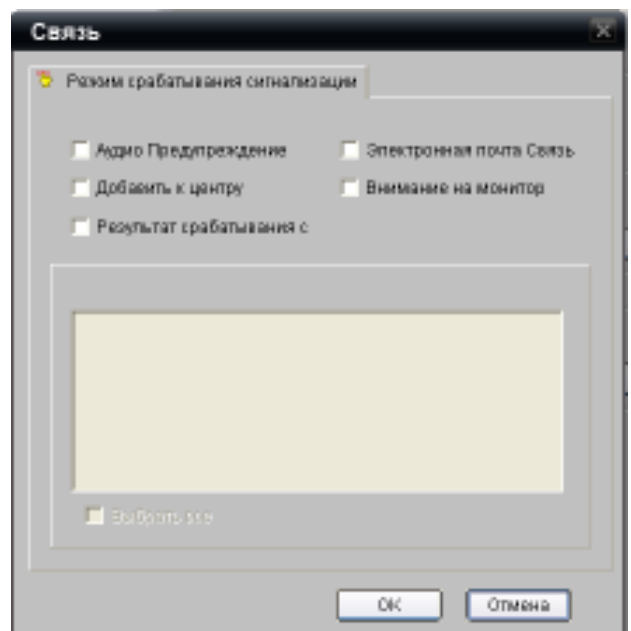 Связь
Режим срабатывания сигнализации
Аудио Предупреждение
Электронная почта Связь
Добавить к центру
Внимание на монитор
Результат срабатывания с
Выбрать все
OK
Отмена